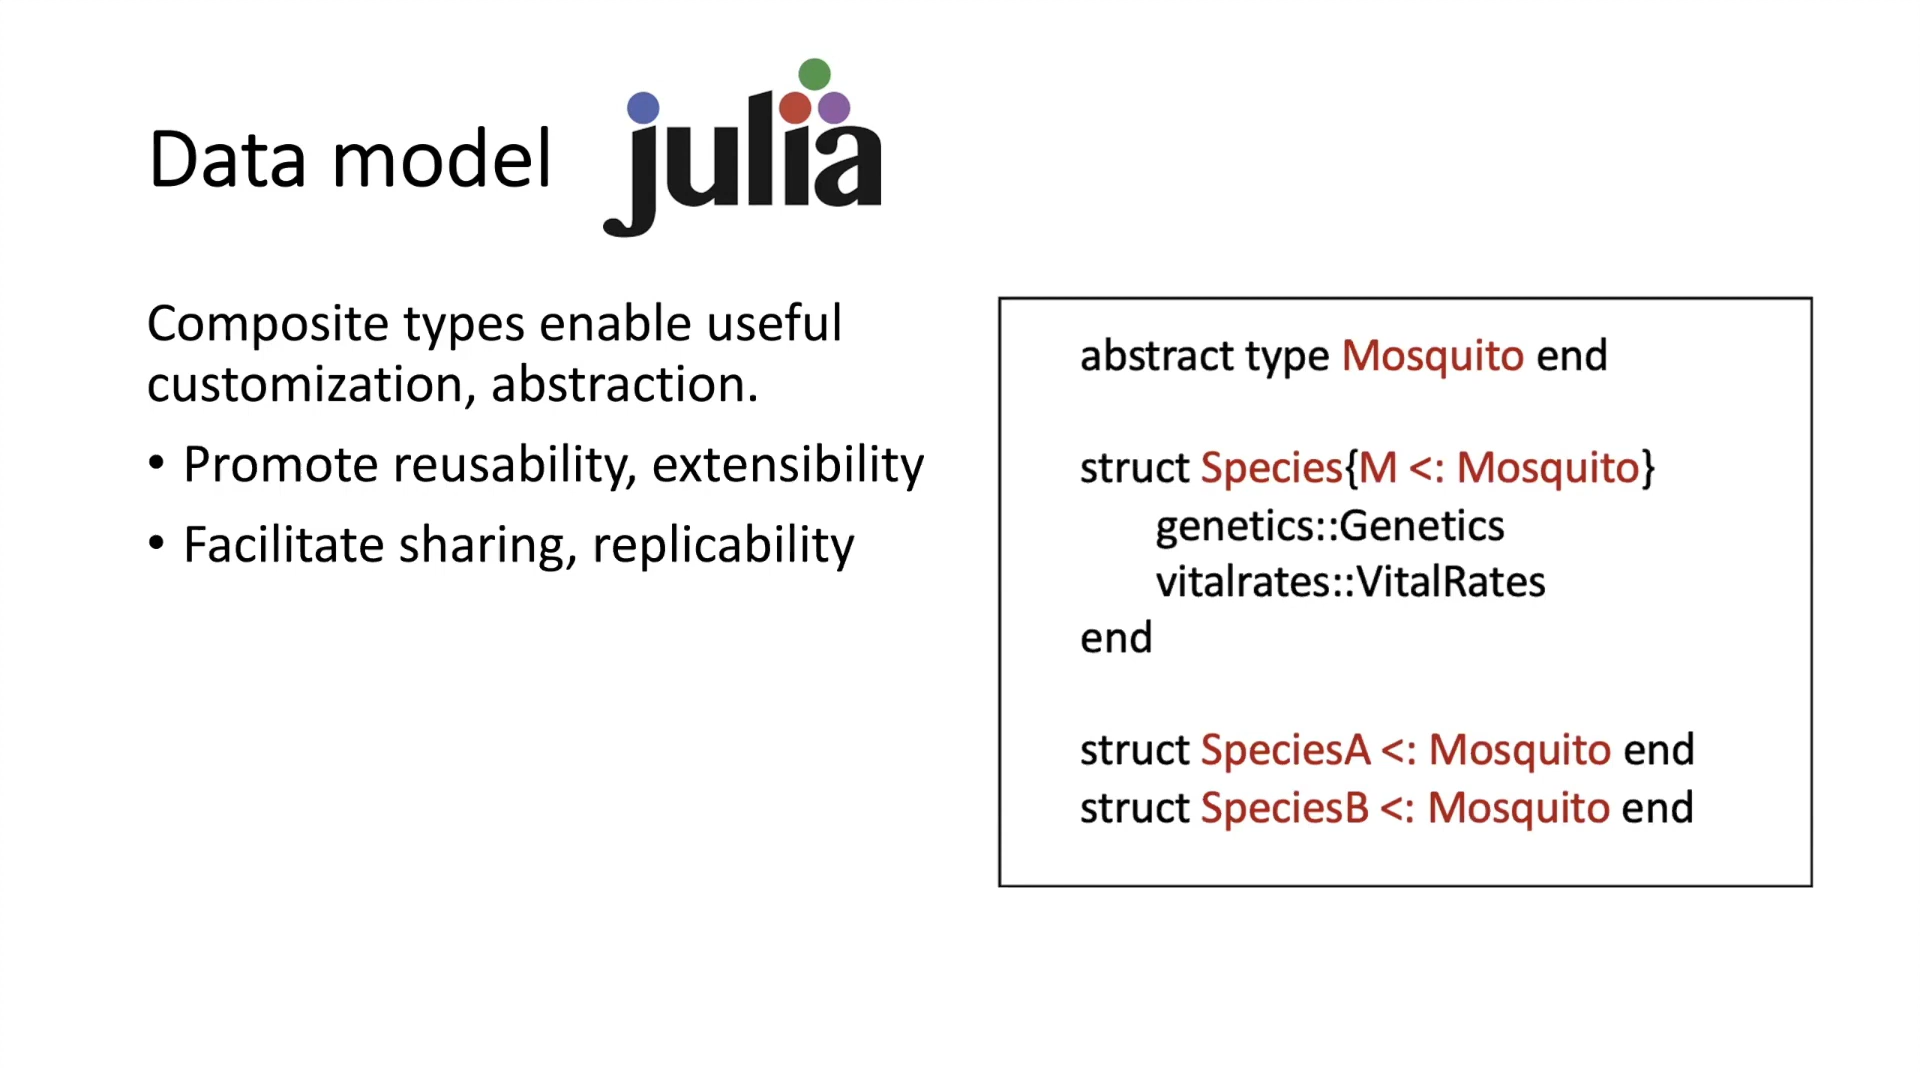 Data model
julia
Composite types enable useful
customization, abstraction.
• Promote reusability, extensibility
• Facilitate sharing, replicability
abstract type Mosquito end
struct Species{M <: Mosquito}
genetics::Genetics
vitalrates::VitalRates
end
struct SpeciesA <: Mosquito end
struct SpeciesB <: Mosquito end